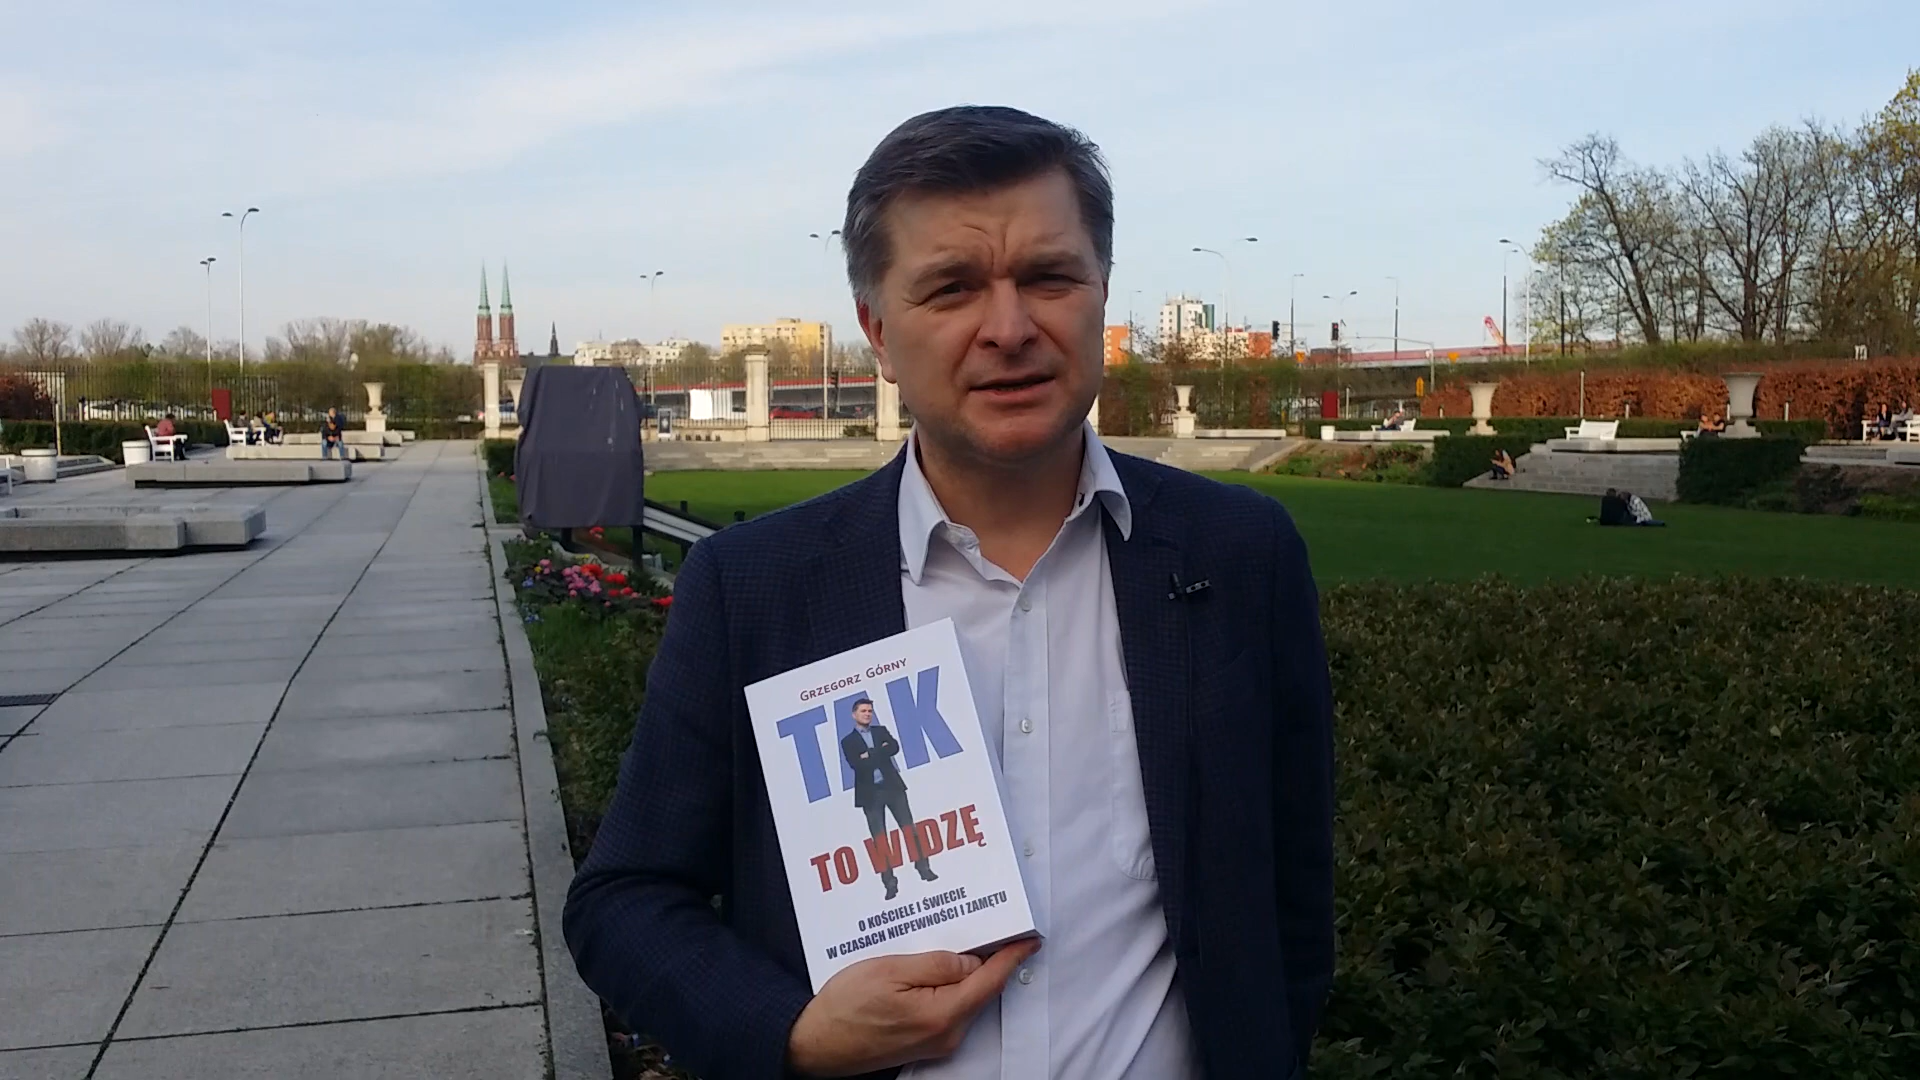 GRZEGORZ GÓRNY
TAK
TO WIDZĘ
O KOŚCIELE I ŚWIECIE
W CZASACH NIEPEWNOŚCI I ZAMĘTU